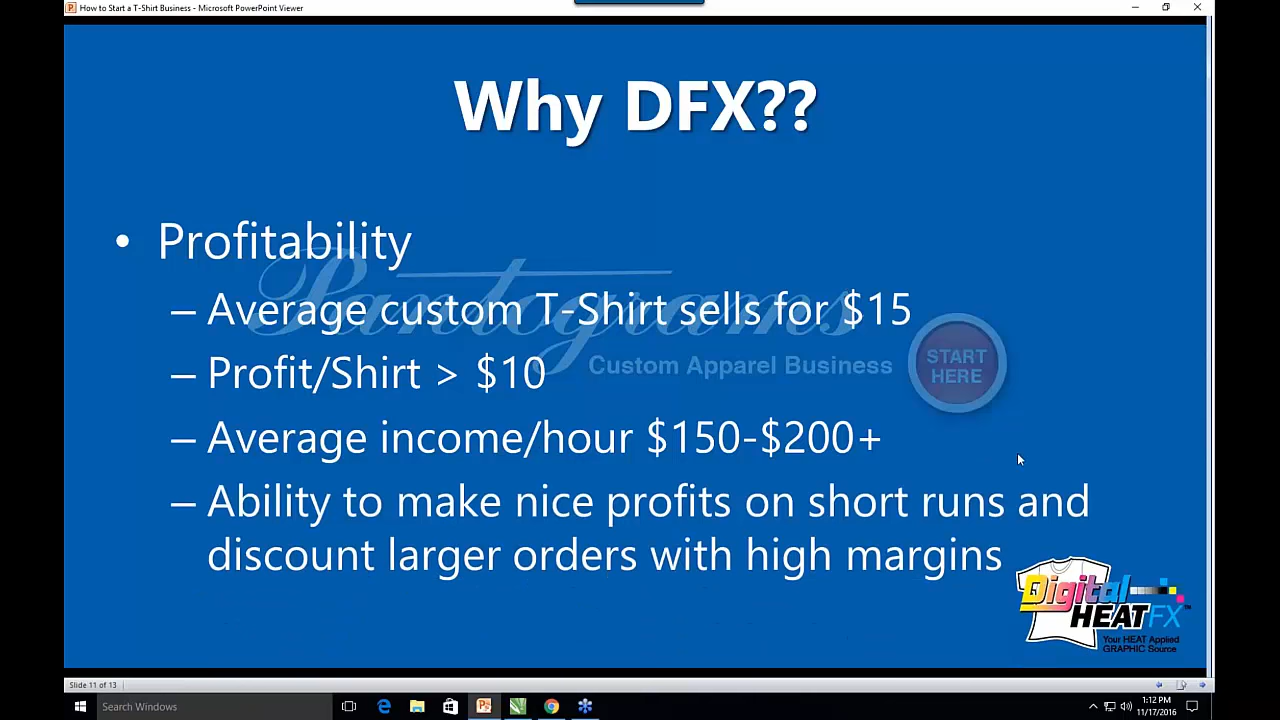 How to Start a T-Shirt Business - Microsoft PowerPoint Viewer
Why DFX??
• Profitability
– Average custom T-Shirt sells for $15
– Profit/Shirt > $10
– Average income/hour $150-$200+
– Ability to make nice profits on short runs and
discount larger orders with high margins
Pantograms
Custom Apparel Business
START
HERE
Digital
HEAT FX™
Your HEAT Applied
GRAPHIC Source
Slide 11 of 13
Search Windows
1:12 PM
11/17/2016